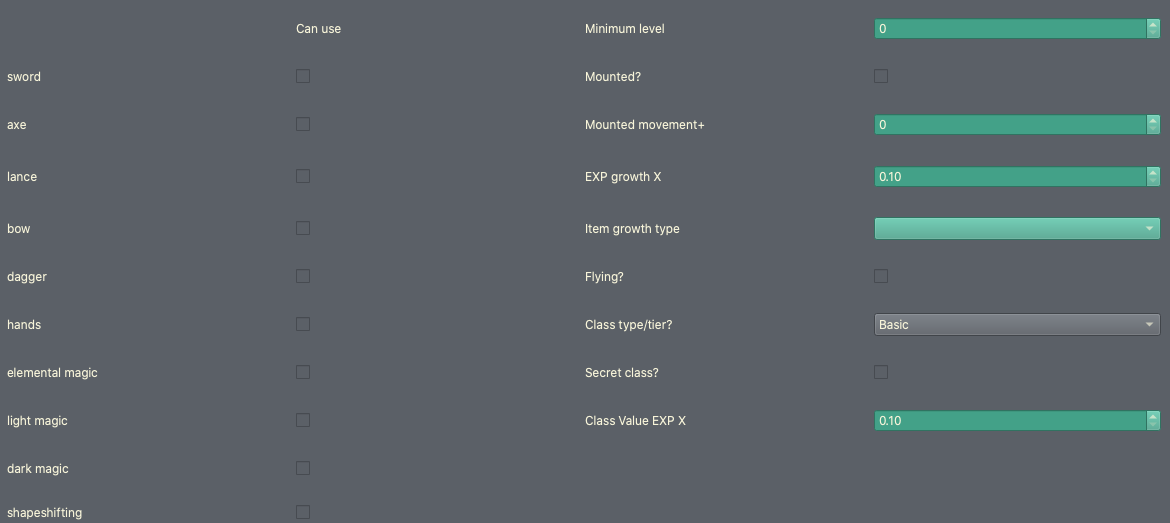 Can use Minimum level 0
sword Mounted?
axe Mounted movement+ 0
lance EXP growth X 0.10
bow Item growth type
dagger Flying?
hands Class type/tier? Basic
elemental magic Secret class?
light magic Class Value EXP X 0.10
dark magic
shapeshifting